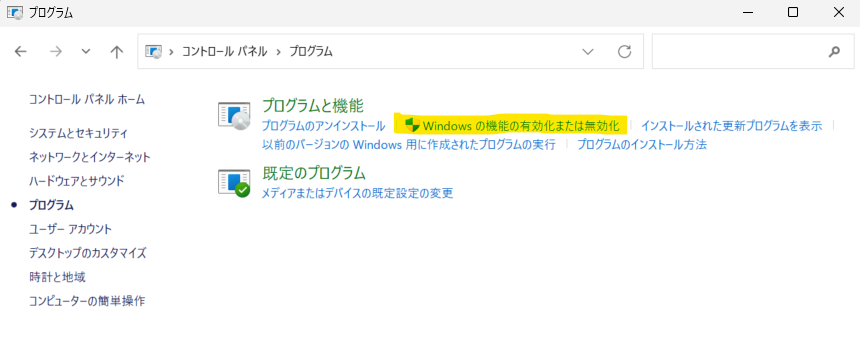 プログラム
コントロール パネル › プログラム
コントロール パネル ホーム
システムとセキュリティ
ネットワークとインターネット
ハードウェアとサウンド
プログラム
ユーザー アカウント
デスクトップのカスタマイズ
時計と地域
コンピューターの簡単操作
プログラムと機能
プログラムのアンインストール Windows の機能の有効化または無効化 インストールされた更新プログラムを表示
以前のバージョンの Windows 用に作成されたプログラムの実行 プログラムのインストール方法
既定のプログラム
メディアまたはデバイスの既定設定の変更